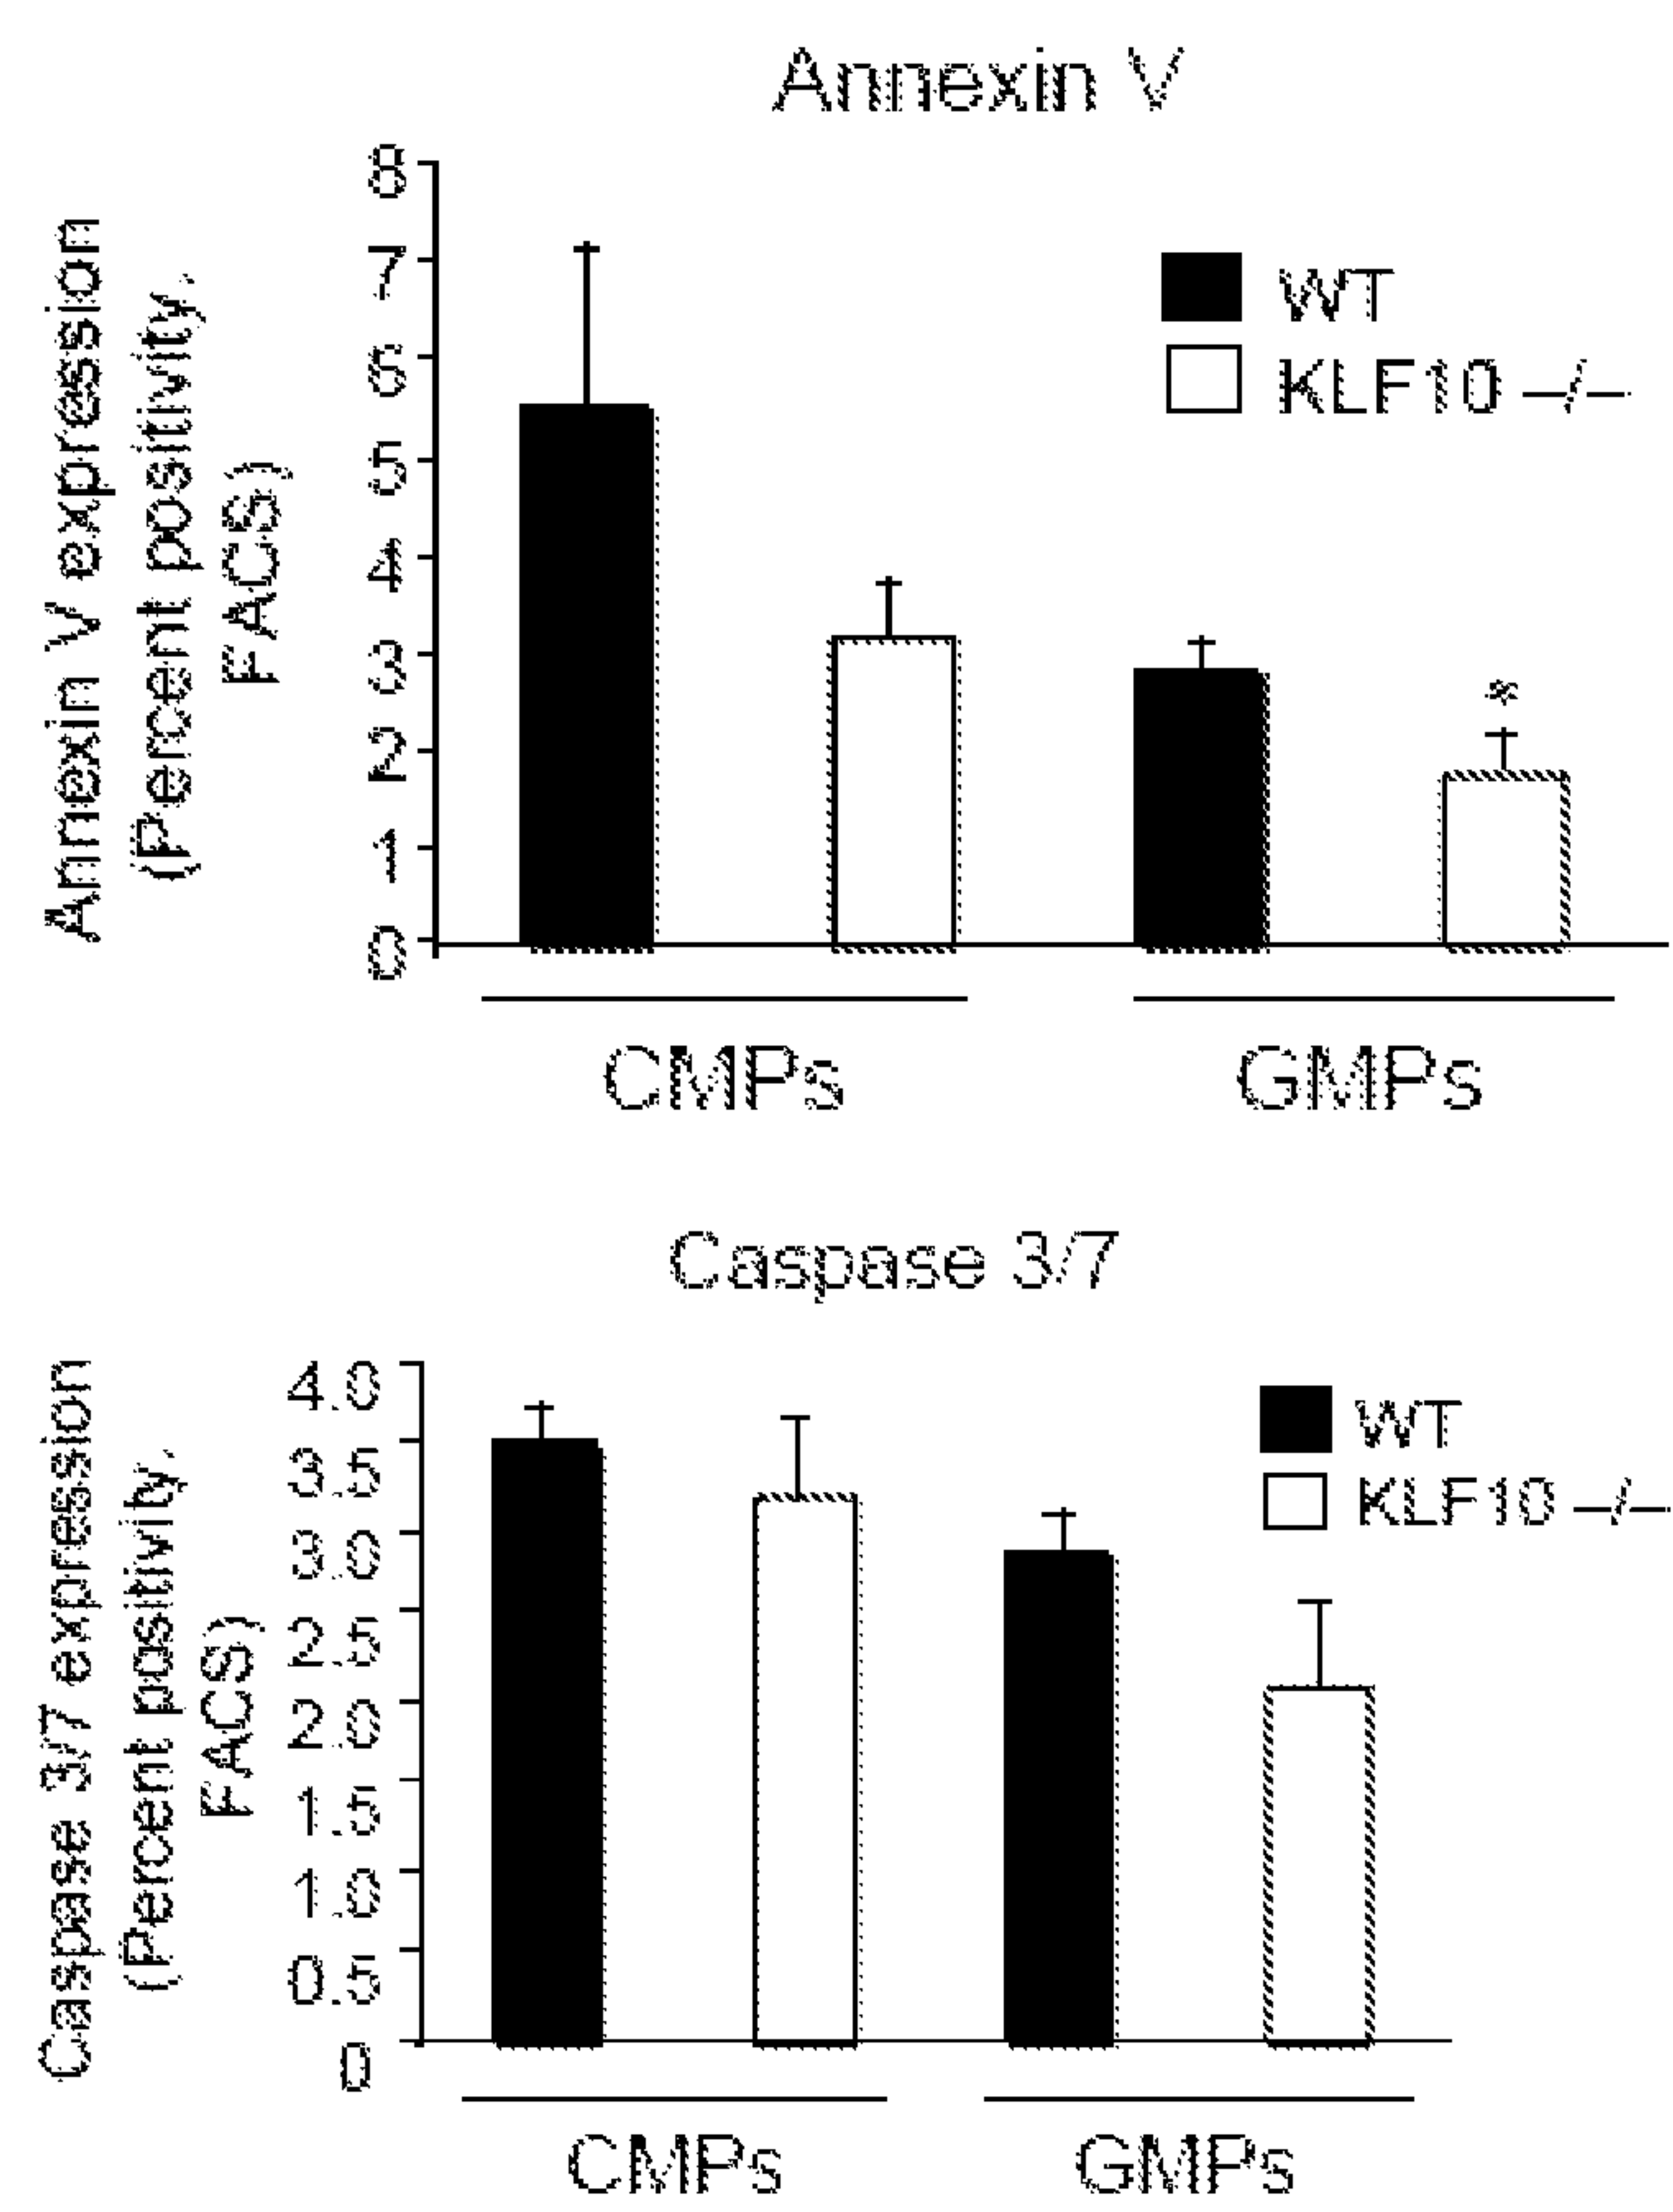 Annexin V
8
7
6
5
4
3
2
1
0
Annexin V expression
(Percent positivity,
FACS)
WT
KLF10 –/–
*
CMPs
GMPs
Caspase 3/7
4.0
3.5
3.0
2.5
2.0
1.5
1.0
0.5
0
Caspase 3/7 expression
(Percent positivity,
FACS)
WT
KLF10 –/–
CMPs
GMPs